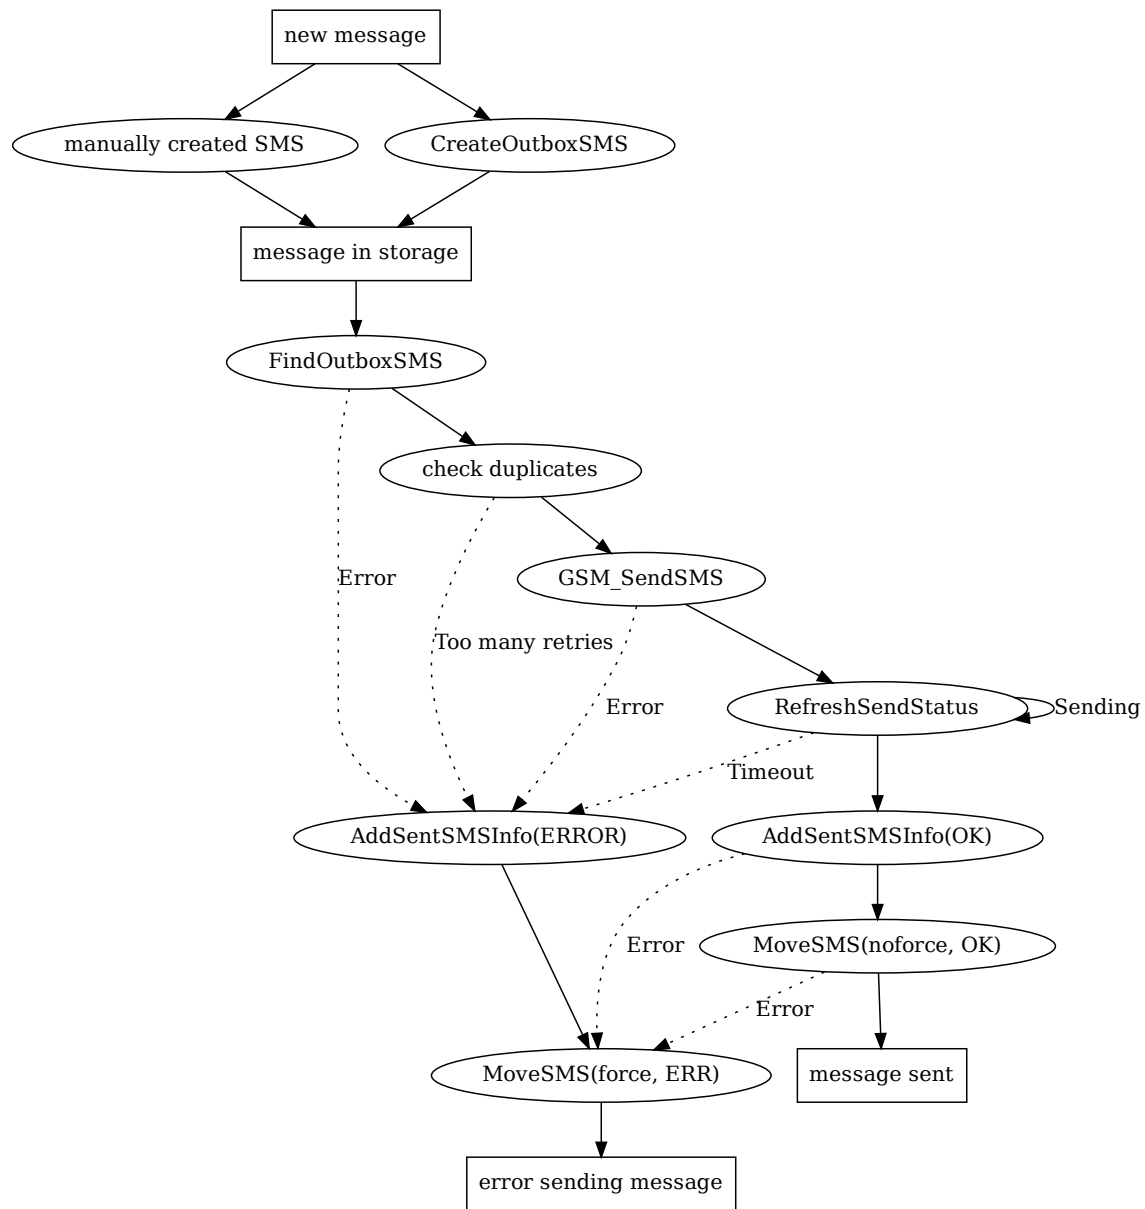 new message
manually created SMS
CreateOutboxSMS
message in storage
FindOutboxSMS
check duplicates
Error
GSM_SendSMS
Too many retries
Error
RefreshSendStatus
Sending
Timeout
AddSentSMSInfo(ERROR)
AddSentSMSInfo(OK)
Error
MoveSMS(noforce, OK)
Error
MoveSMS(force, ERR)
message sent
error sending message